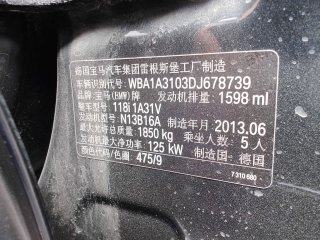 德国宝马汽车集团雷根斯堡工厂制造
车辆识别代号: WBA1A3103DJ678739
品牌: 宝马(BMW)牌 发动机排量: 1598 ml
整车型号: 118i 1A31V
发动机型号: N13B16A 制造年月: 2013.06
最大允许总质量: 1850 kg 乘坐人数: 5 人
发动机最大净功率: 125 kW 制造国: 德国
颜色代码/色漆: 475/9
7 310 680